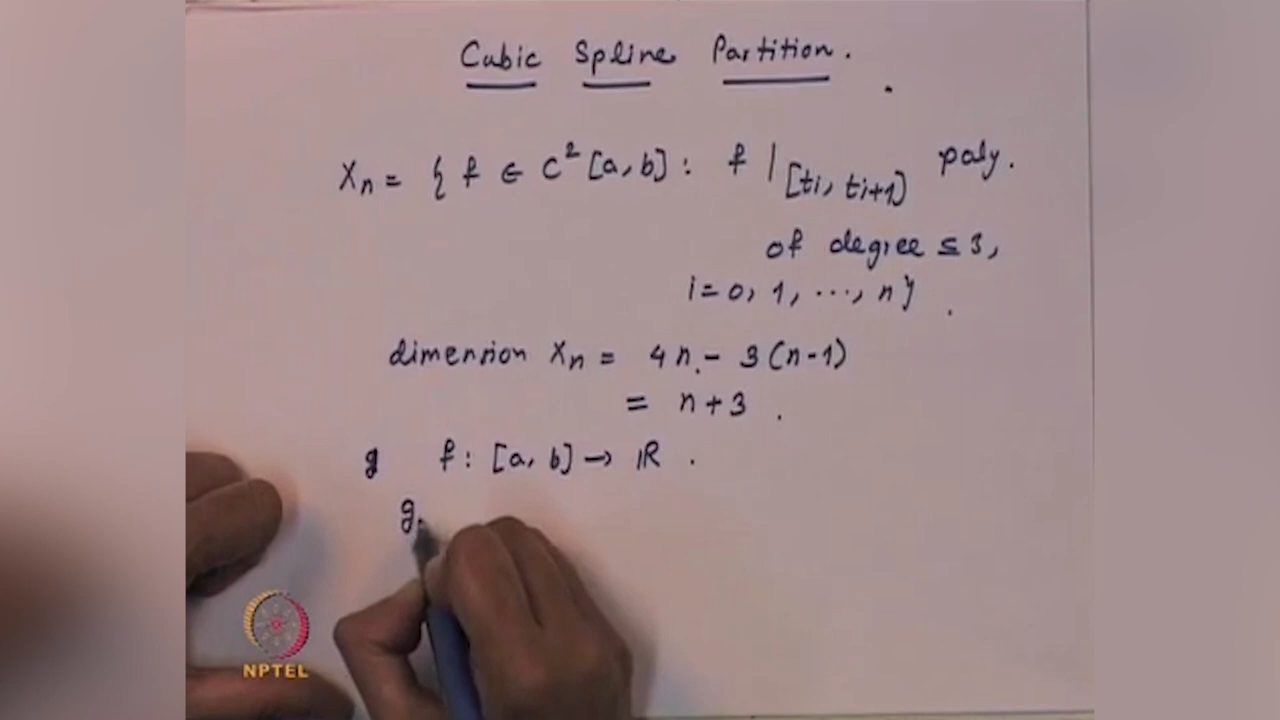 Cubic Spline Partition.
Xn = { f ∈ C² [a, b] : f |[ti, ti+1] poly.
of degree ≤ 3,
i = 0, 1, ..., n }
dimension Xn = 4n - 3(n-1)
= n+3
g f : [a, b] → ℝ.
g
NPTEL